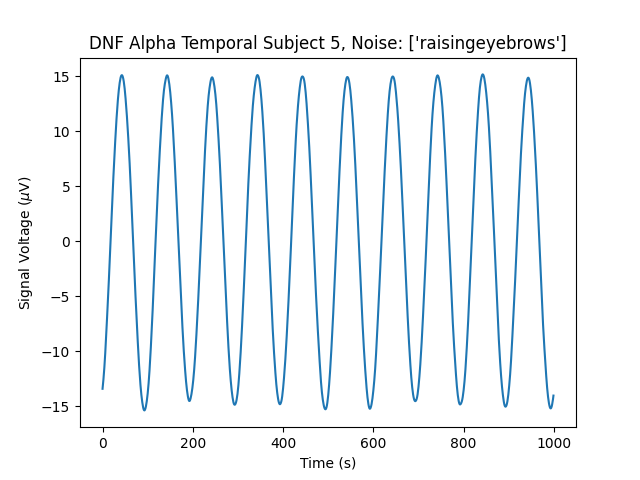 DNF Alpha Temporal Subject 5, Noise: ['raisingeyebrows']
15
10
5
0
−5
−10
−15
Signal Voltage (μV)
0 200 400 600 800 1000
Time (s)